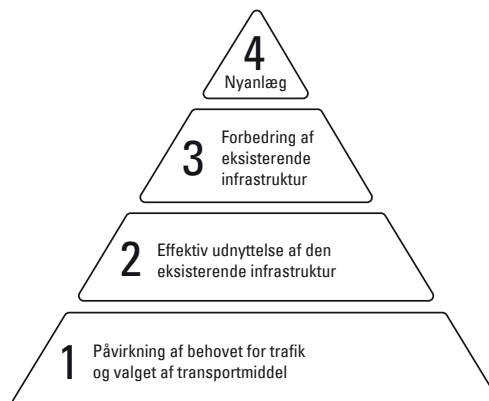 4
Nyanlæg
3
Forbedring af
eksisterende
infrastruktur
2
Effektiv udnyttelse af den
eksisterende infrastruktur
1
Påvirkning af behovet for trafik
og valget af transportmiddel